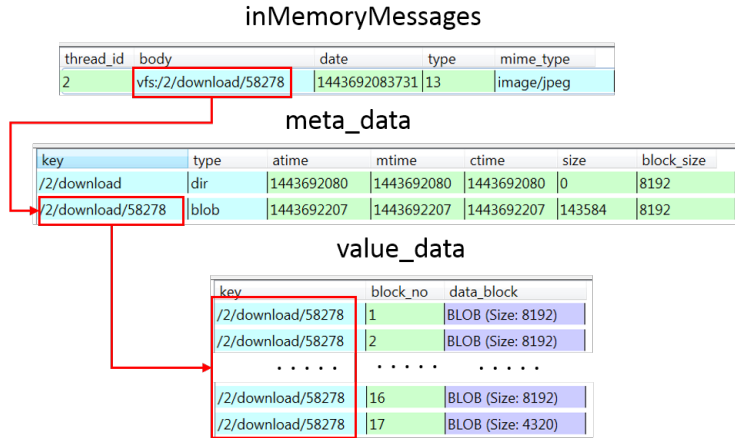 inMemoryMessages
thread_id body date type mime_type
2 vfs:/2/download/58278 1443692083731 13 image/jpeg
meta_data
key type atime mtime ctime size block_size
/2/download dir 1443692080 1443692080 1443692080 0 8192
/2/download/58278 blob 1443692207 1443692207 1443692207 143584 8192
value_data
key block_no data_block
/2/download/58278 1 BLOB (Size: 8192)
/2/download/58278 2 BLOB (Size: 8192)
· · · · · · · · · · · · · · ·
/2/download/58278 16 BLOB (Size: 8192)
/2/download/58278 17 BLOB (Size: 4320)